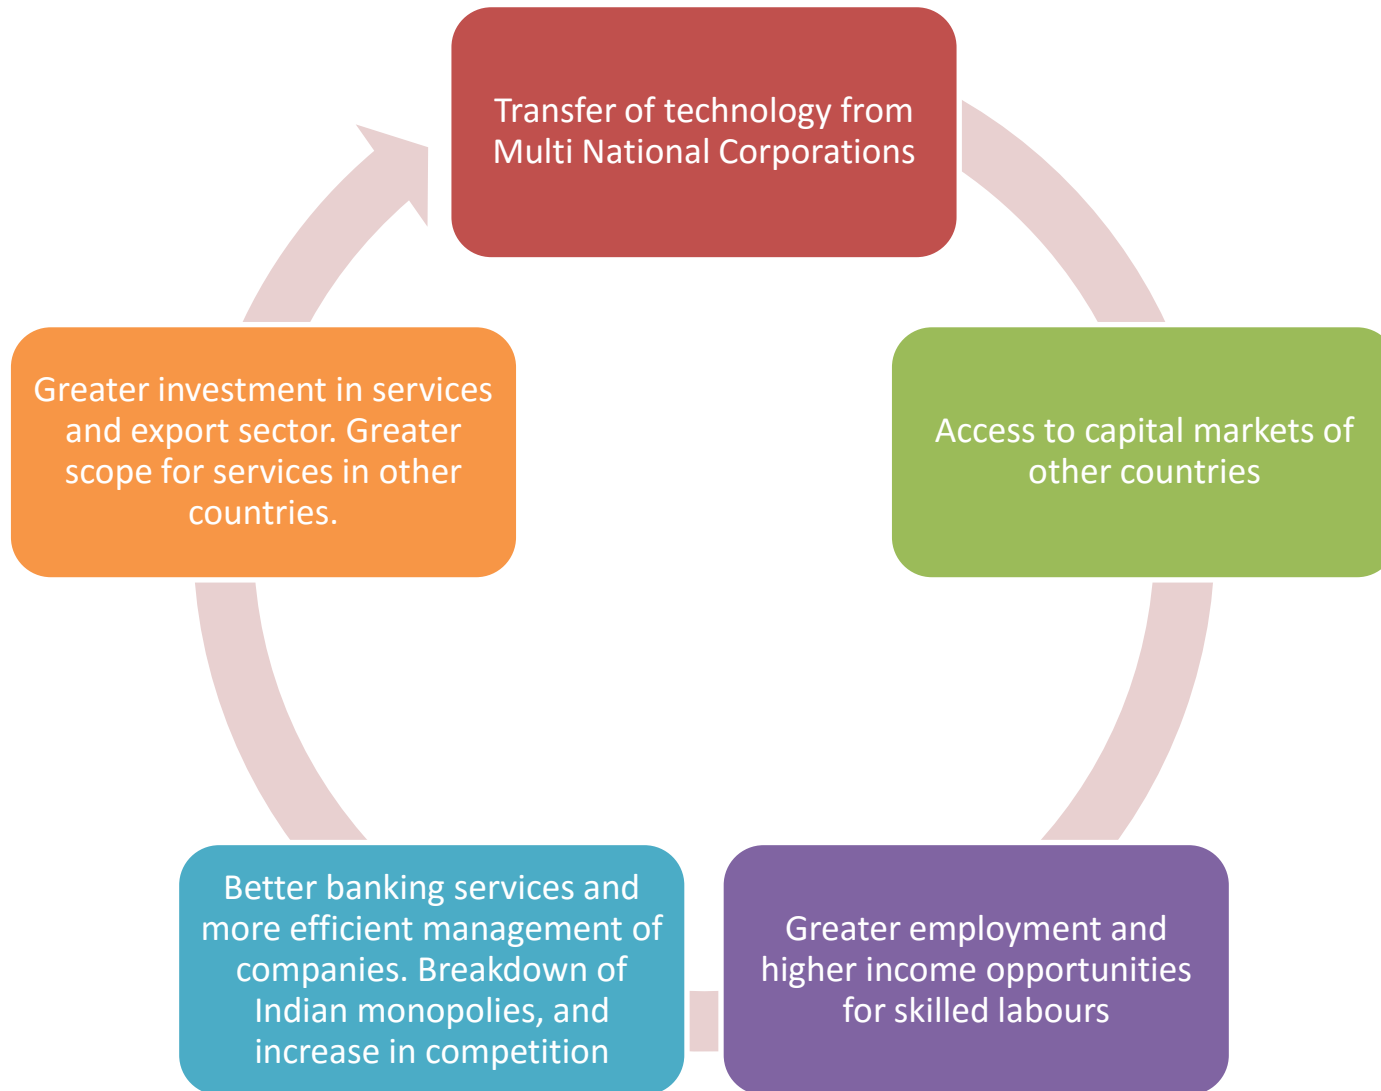 Transfer of technology from
Multi National Corporations
Access to capital markets of
other countries
Greater employment and
higher income opportunities
for skilled labours
Better banking services and
more efficient management of
companies. Breakdown of
Indian monopolies, and
increase in competition
Greater investment in services
and export sector. Greater
scope for services in other
countries.